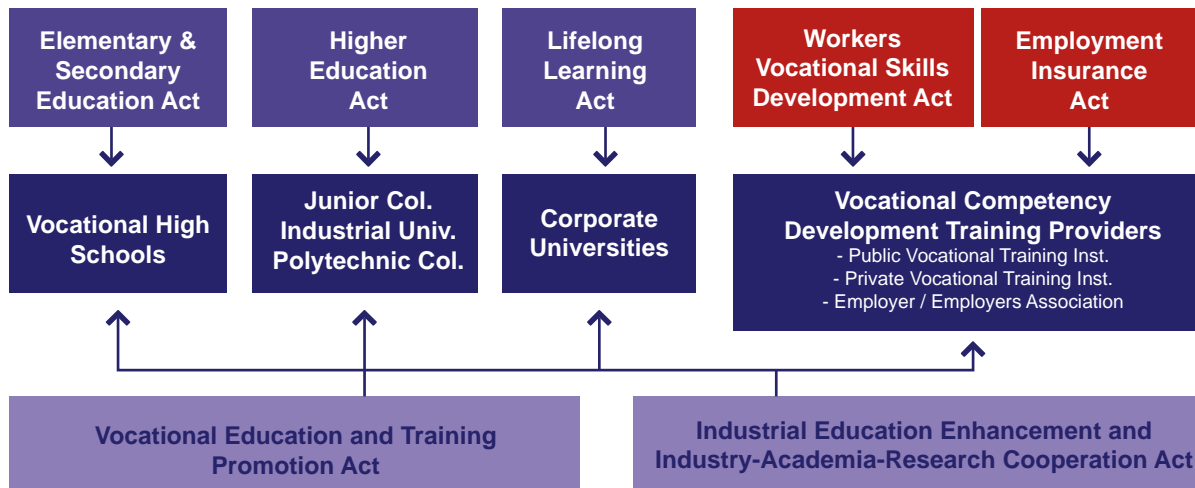 Elementary &
Secondary
Education Act
Higher
Education
Act
Lifelong
Learning
Act
Workers
Vocational Skills
Development Act
Employment
Insurance
Act
Vocational High
Schools
Junior Col.
Industrial Univ.
Polytechnic Col.
Corporate
Universities
Vocational Competency
Development Training Providers
- Public Vocational Training Inst.
- Private Vocational Training Inst.
- Employer / Employers Association
Vocational Education and Training
Promotion Act
Industrial Education Enhancement and
Industry-Academia-Research Cooperation Act